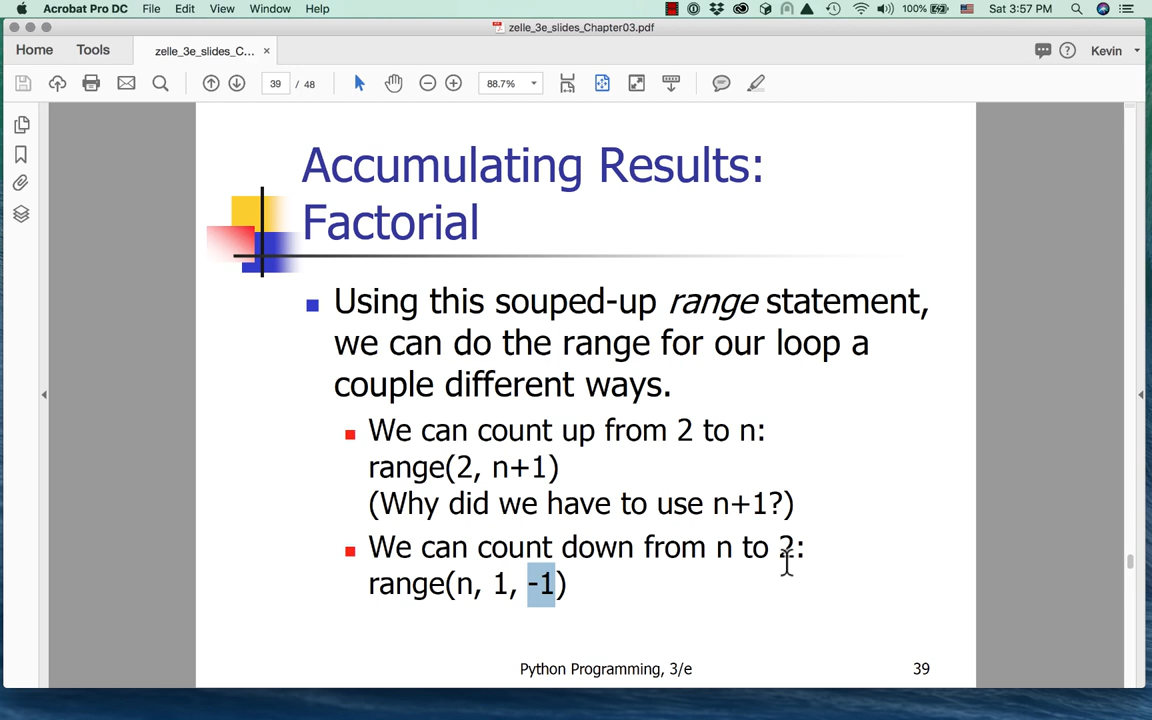 Acrobat Pro DC File Edit View Window Help 100% Sat 3:57 PM
zelle_3e_slides_Chapter03.pdf
Home Tools zelle_3e_slides_C... × Kevin
39 / 48 88.7%
Accumulating Results:
Factorial
Using this souped-up range statement,
we can do the range for our loop a
couple different ways.
We can count up from 2 to n:
range(2, n+1)
(Why did we have to use n+1?)
We can count down from n to 2:
range(n, 1, -1)
Python Programming, 3/e 39